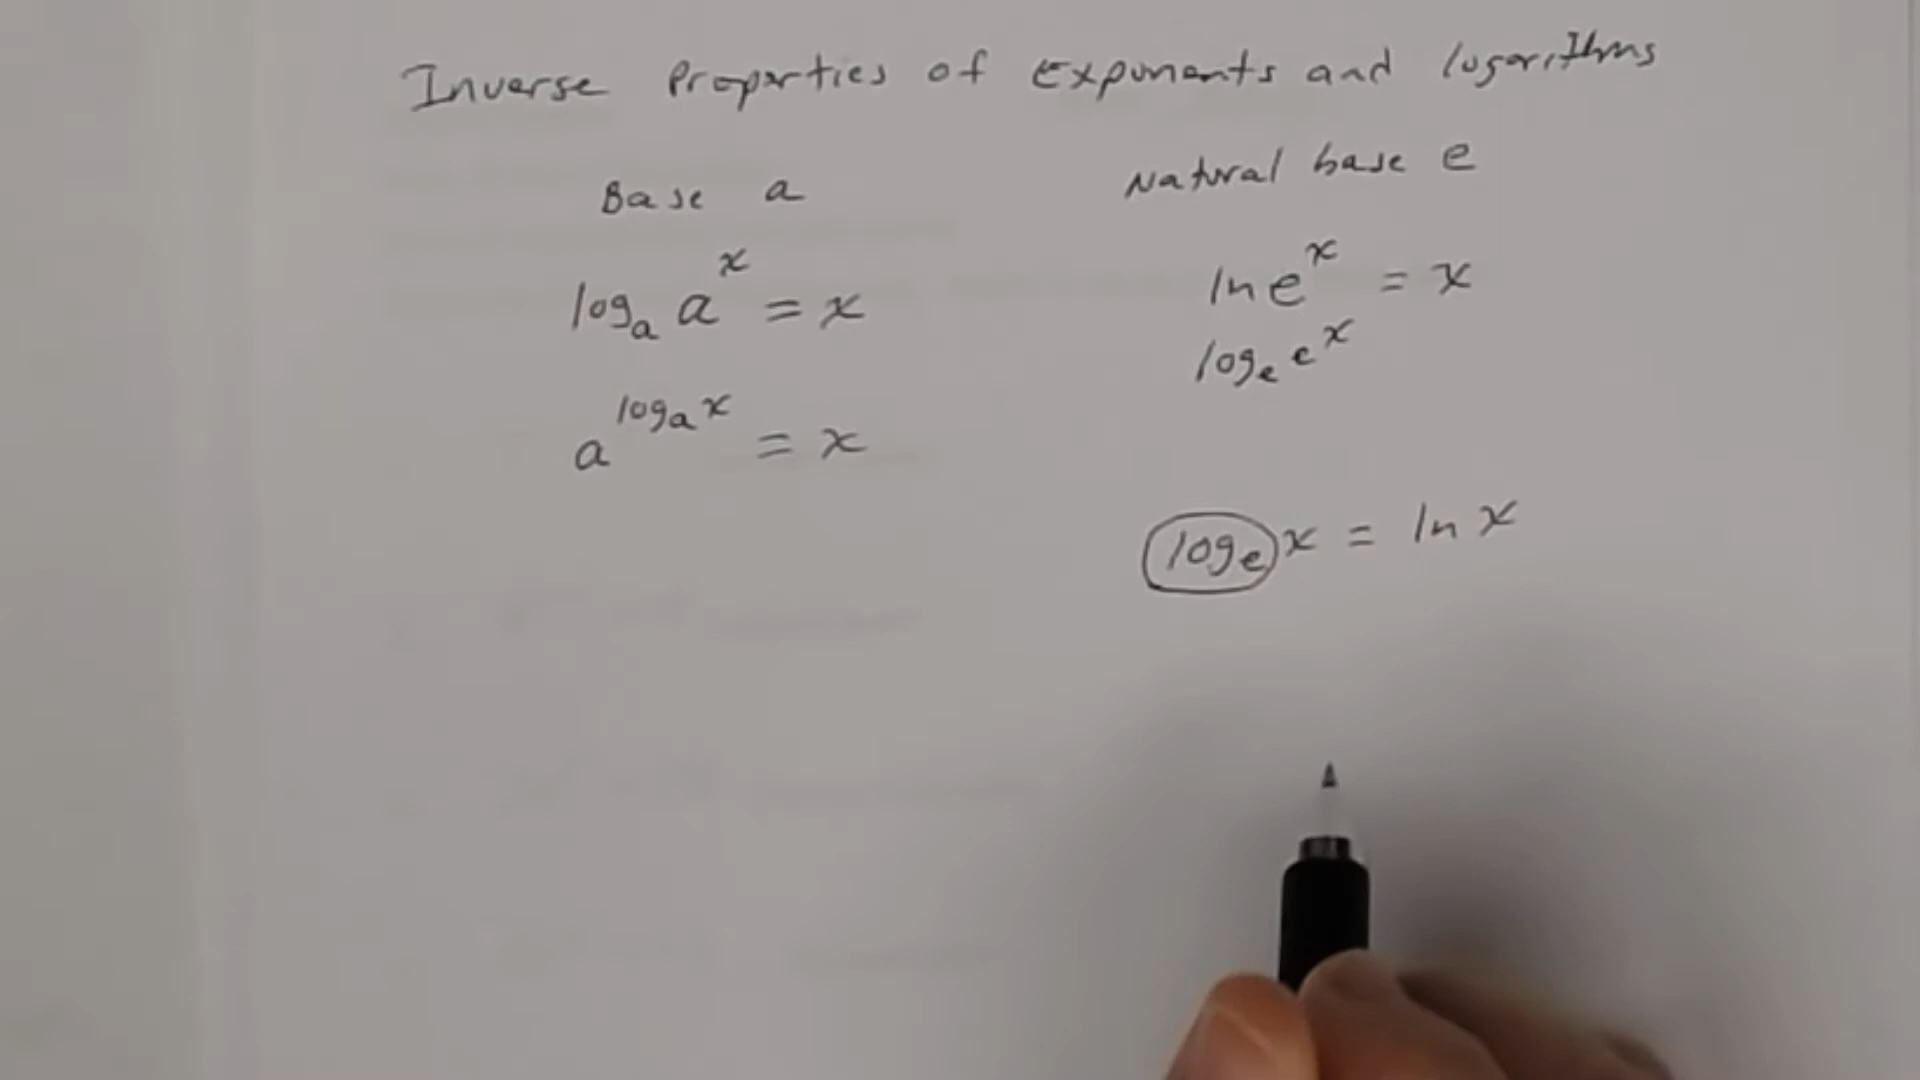 Inverse Properties of Exponents and logarithms
Base a
log_a a^x = x
a^(log_a x) = x
Natural base e
ln e^x = x
log_e e^x
log_e x = ln x